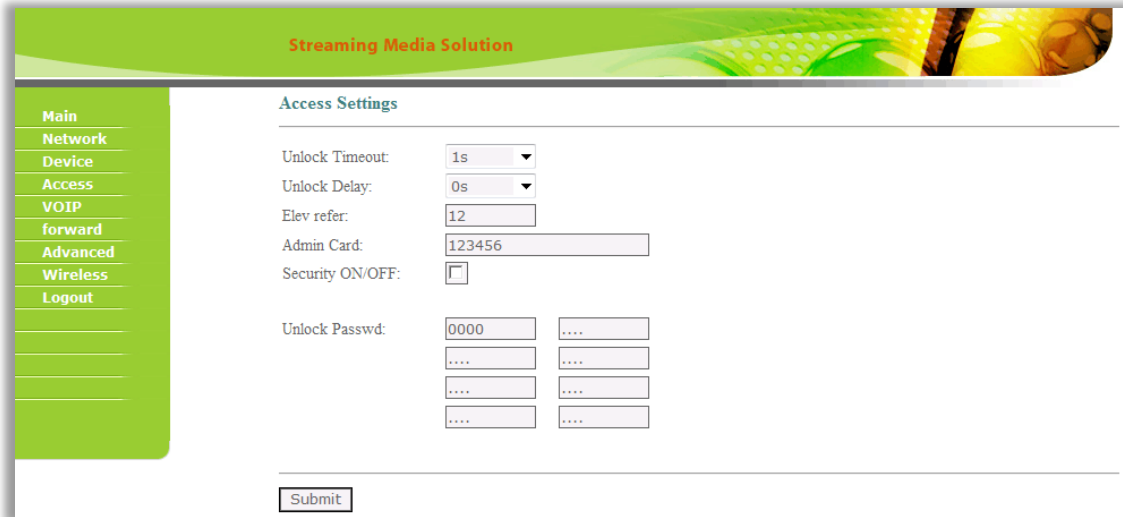 Streaming Media Solution
Main
Network
Device
Access
VOIP
forward
Advanced
Wireless
Logout
Access Settings
Unlock Timeout: 1s
Unlock Delay: 0s
Elev refer: 12
Admin Card: 123456
Security ON/OFF:
Unlock Passwd: 0000 ....
.... ....
.... ....
.... ....
Submit